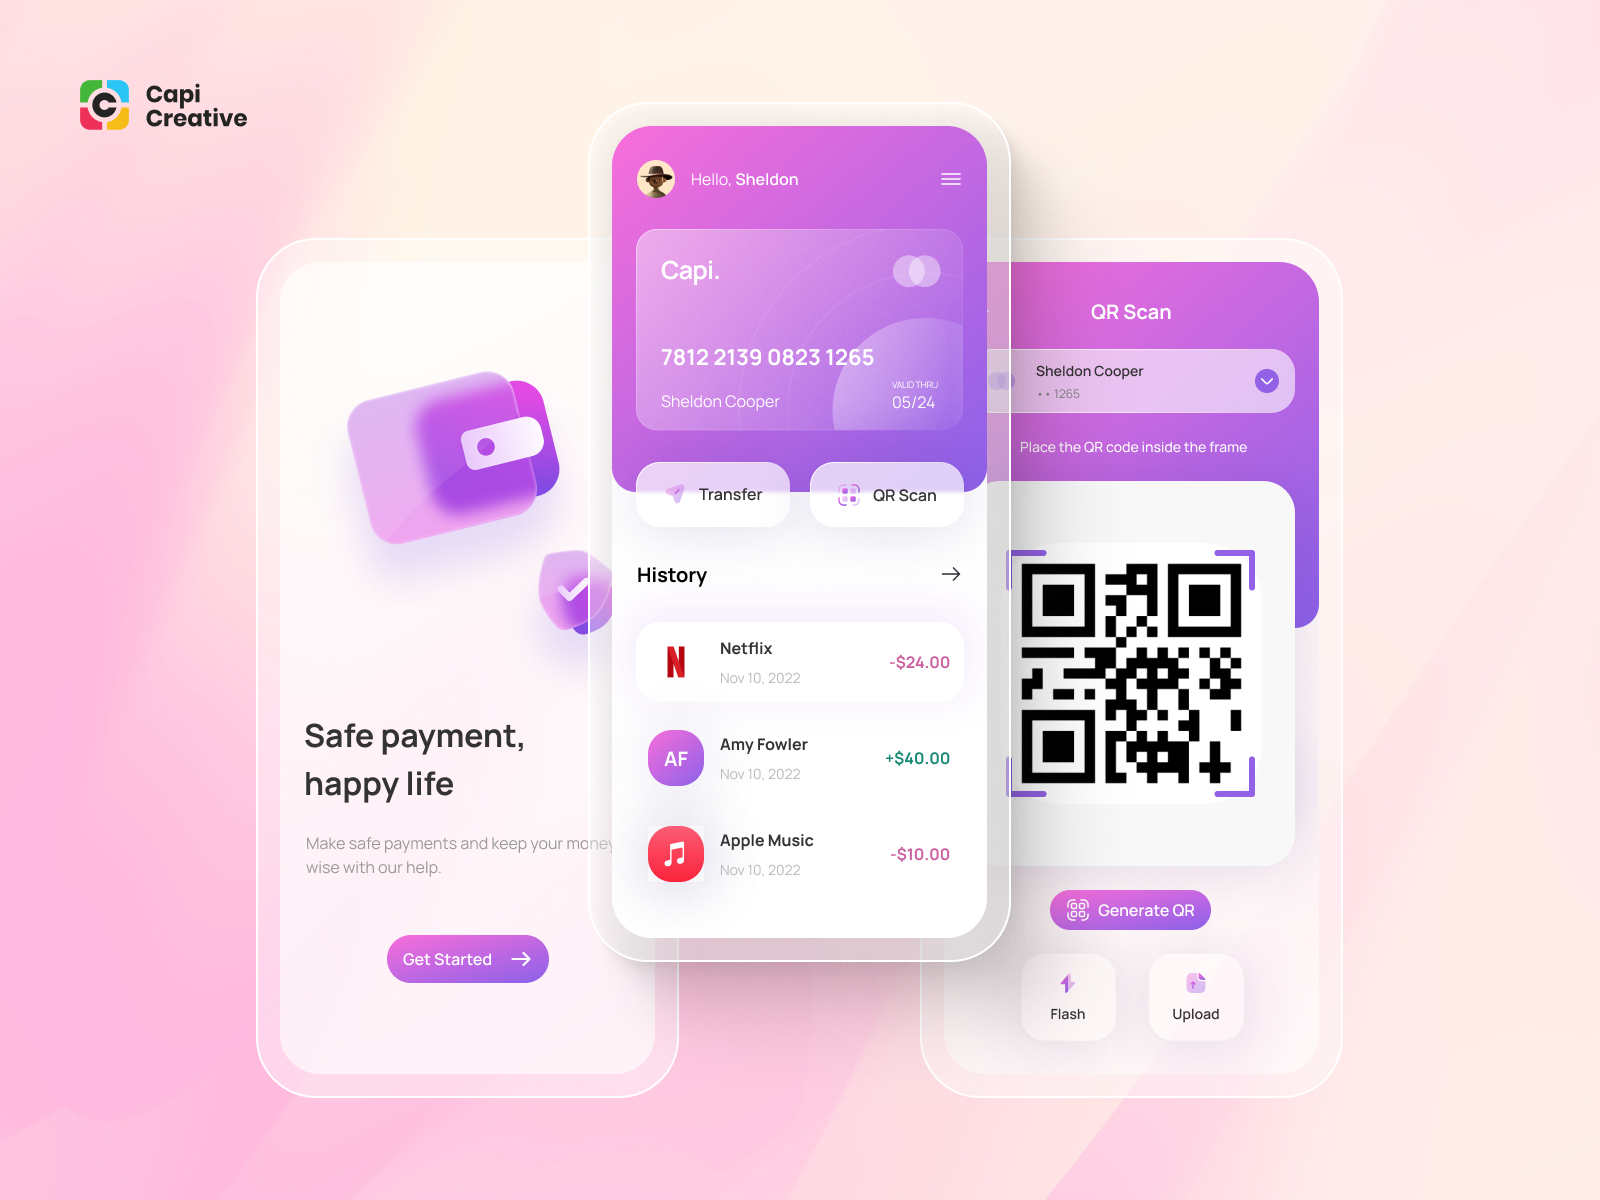 Capi
Creative
Safe payment,
happy life
Make safe payments and keep your money
wise with our help.
Get Started
Hello, Sheldon
Capi.
7812 2139 0823 1265
Sheldon Cooper
VALID THRU
05/24
Transfer
QR Scan
History
Netflix
Nov 10, 2022
-$24.00
AF
Amy Fowler
Nov 10, 2022
+$40.00
Apple Music
Nov 10, 2022
-$10.00
QR Scan
Sheldon Cooper
•• 1265
Place the QR code inside the frame
Generate QR
Flash
Upload